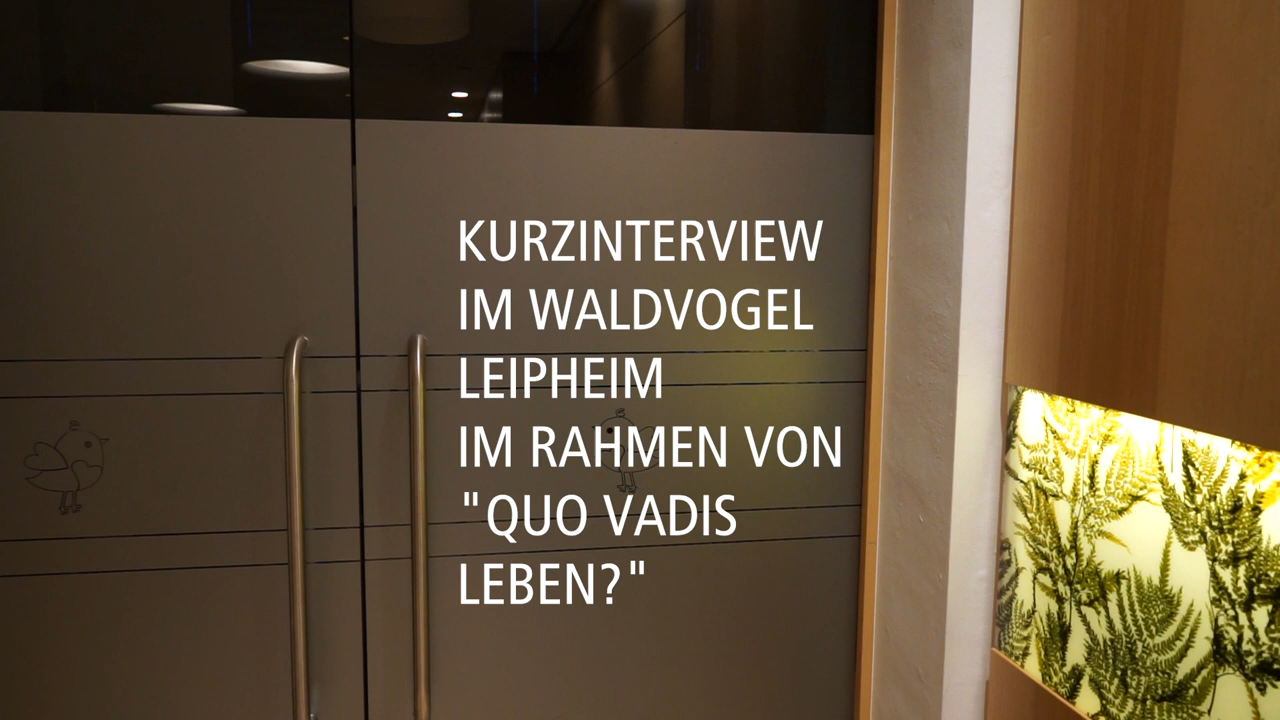 KURZINTERVIEW
IM WALDVOGEL
LEIPHEIM
IM RAHMEN VON
"QUO VADIS
LEBEN?"